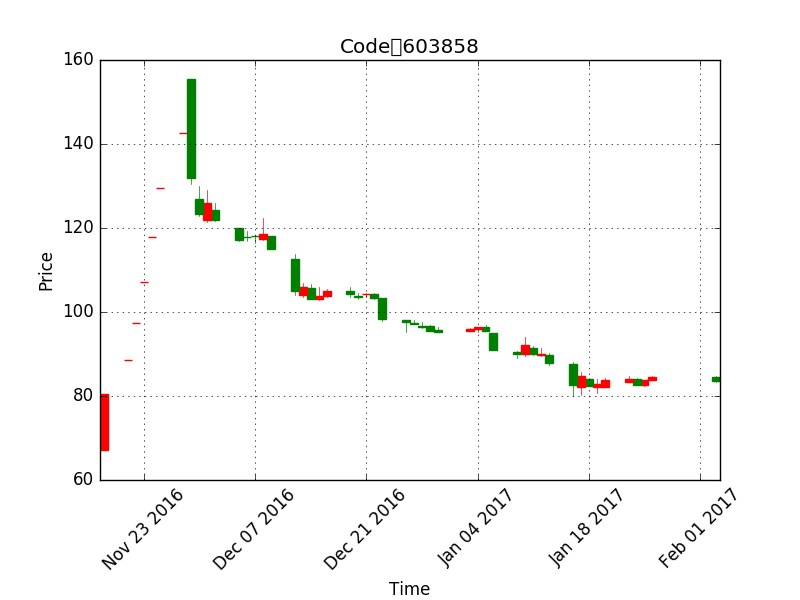 Code▯603858
160
140
120
100
80
60
Price
Nov 23 2016
Dec 07 2016
Dec 21 2016
Jan 04 2017
Jan 18 2017
Feb 01 2017
Time